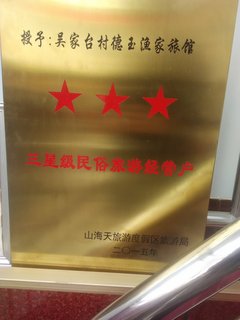 授予:吴家台村德玉渔家旅馆
三星级民俗旅游经营户
山海天旅游度假区旅游局
二〇一五年